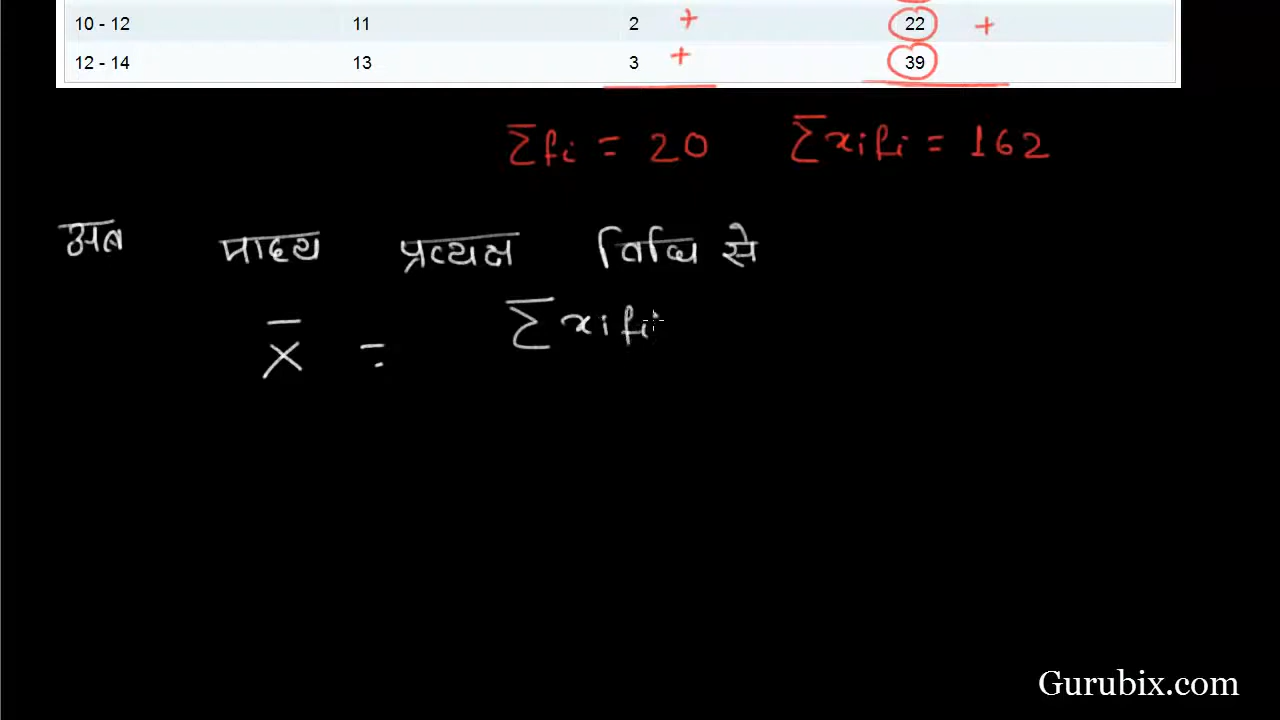 10 - 12 11 2 + 22 +
12 - 14 13 3 + 39
Σfi = 20 Σxifi = 162
अब माध्य प्रत्यक्ष विधि से
x̄ = Σxifi
Gurubix.com